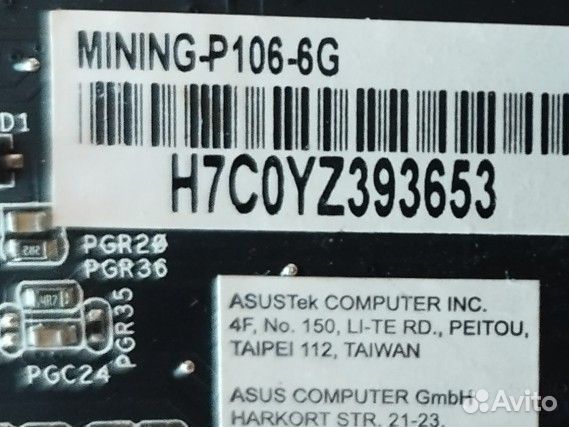 MINING-P106-6G
D1
H7C0YZ393653
PGR20
PGR36
4R7
PGR35
PGC24
ASUSTek COMPUTER INC.
4F, No. 150, LI-TE RD., PEITOU,
TAIPEI 112, TAIWAN
ASUS COMPUTER GmbH
HARKORT STR. 21-23,
Avito